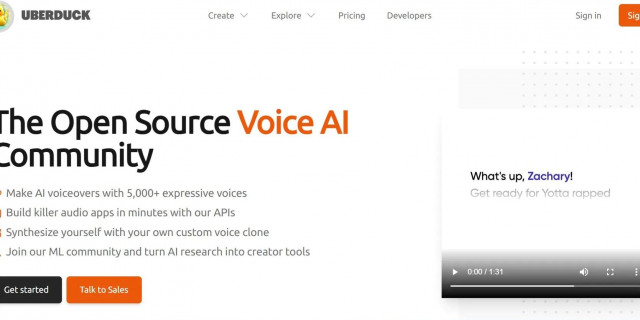 UBERDUCK
Create
Explore
Pricing
Developers
Sign in
The Open Source Voice AI
Community
Make AI voiceovers with 5,000+ expressive voices
Build killer audio apps in minutes with our APIs
Synthesize yourself with your own custom voice clone
Join our ML community and turn AI research into creator tools
Get started
Talk to Sales
What's up, Zachary!
Get ready for Yotta rapped
0:00 / 1:31